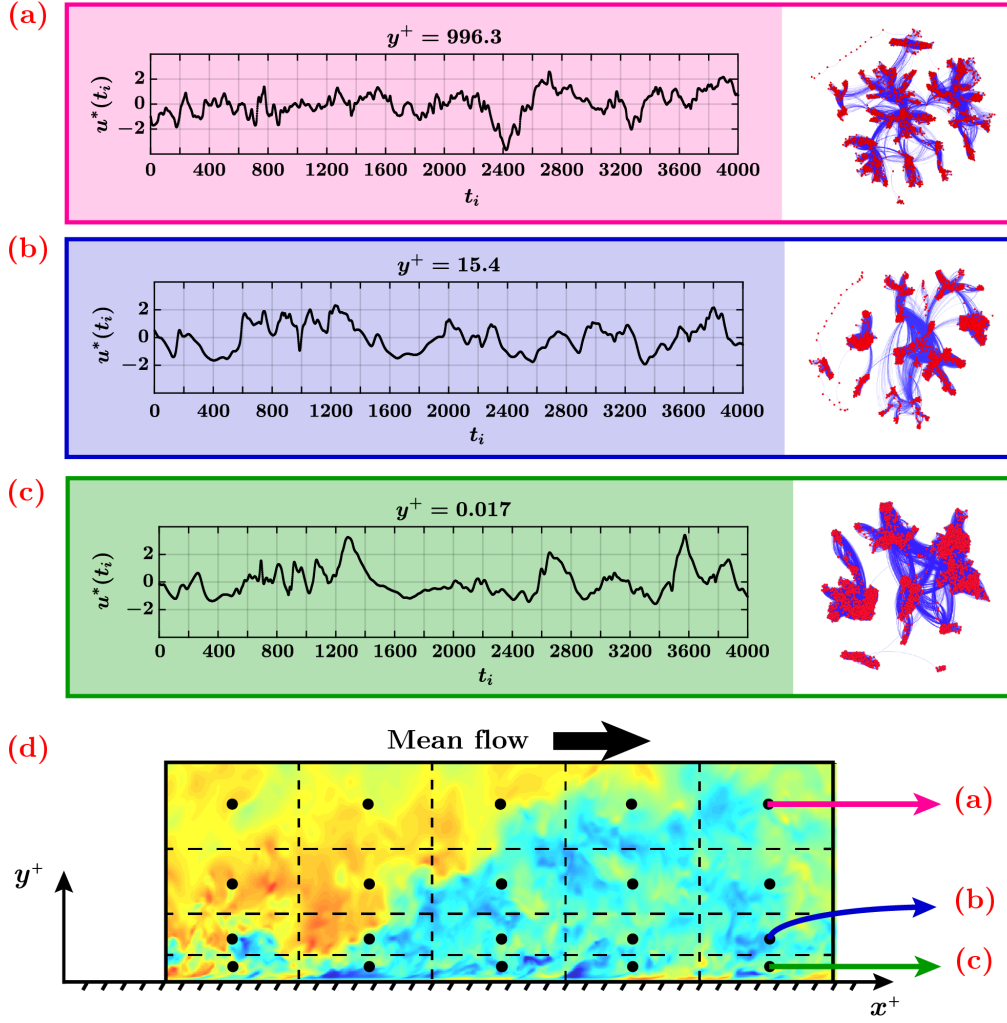 (a)
y⁺ = 996.3
u*(tᵢ)
2
0
−2
0 400 800 1200 1600 2000 2400 2800 3200 3600 4000
tᵢ
(b)
y⁺ = 15.4
u*(tᵢ)
2
0
−2
0 400 800 1200 1600 2000 2400 2800 3200 3600 4000
tᵢ
(c)
y⁺ = 0.017
u*(tᵢ)
2
0
−2
0 400 800 1200 1600 2000 2400 2800 3200 3600 4000
tᵢ
(d)
Mean flow
(a)
y⁺
(b)
(c)
x⁺